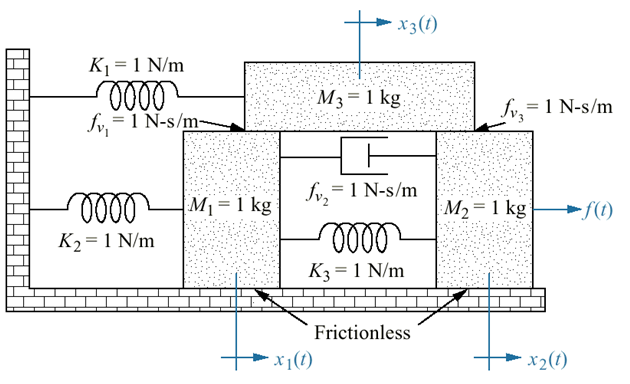 x₃(t)
K₁ = 1 N/m
M₃ = 1 kg
fᵥ₁ = 1 N-s/m
fᵥ₃ = 1 N-s/m
fᵥ₂ = 1 N-s/m
M₁ = 1 kg
M₂ = 1 kg
f(t)
K₂ = 1 N/m
K₃ = 1 N/m
Frictionless
x₁(t)
x₂(t)